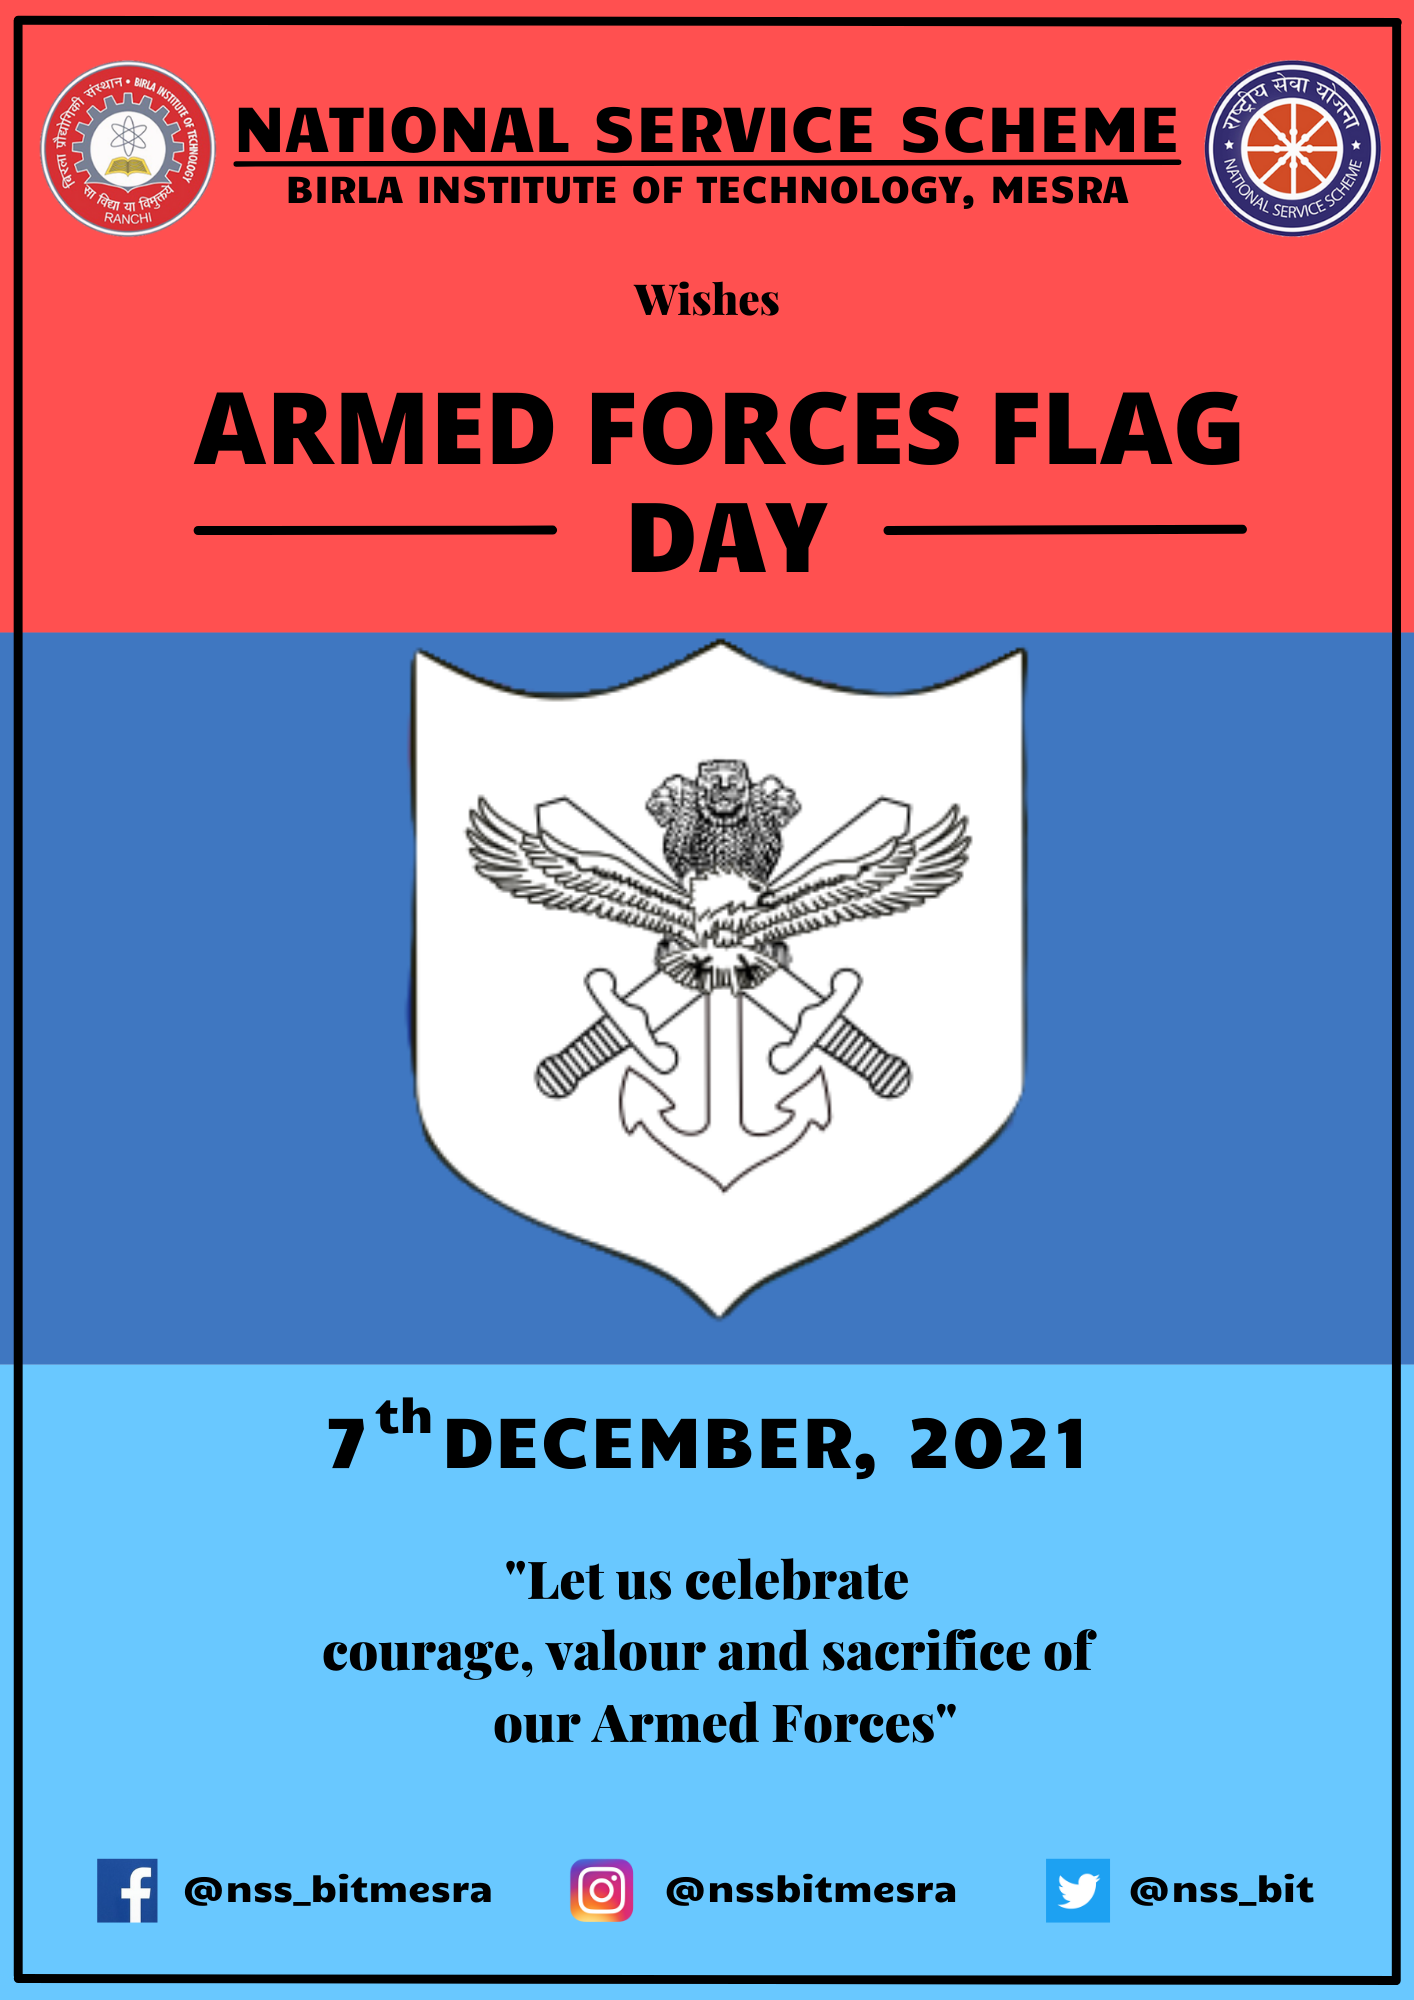 बिरला प्रौद्योगिकी संस्थान • BIRLA INSTITUTE OF TECHNOLOGY
सा विद्या या विमुक्तये
RANCHI
NATIONAL SERVICE SCHEME
BIRLA INSTITUTE OF TECHNOLOGY, MESRA
राष्ट्रीय सेवा योजना
NATIONAL SERVICE SCHEME
Wishes
ARMED FORCES FLAG
DAY
7th DECEMBER, 2021
"Let us celebrate
courage, valour and sacrifice of
our Armed Forces"
@nss_bitmesra
@nssbitmesra
@nss_bit